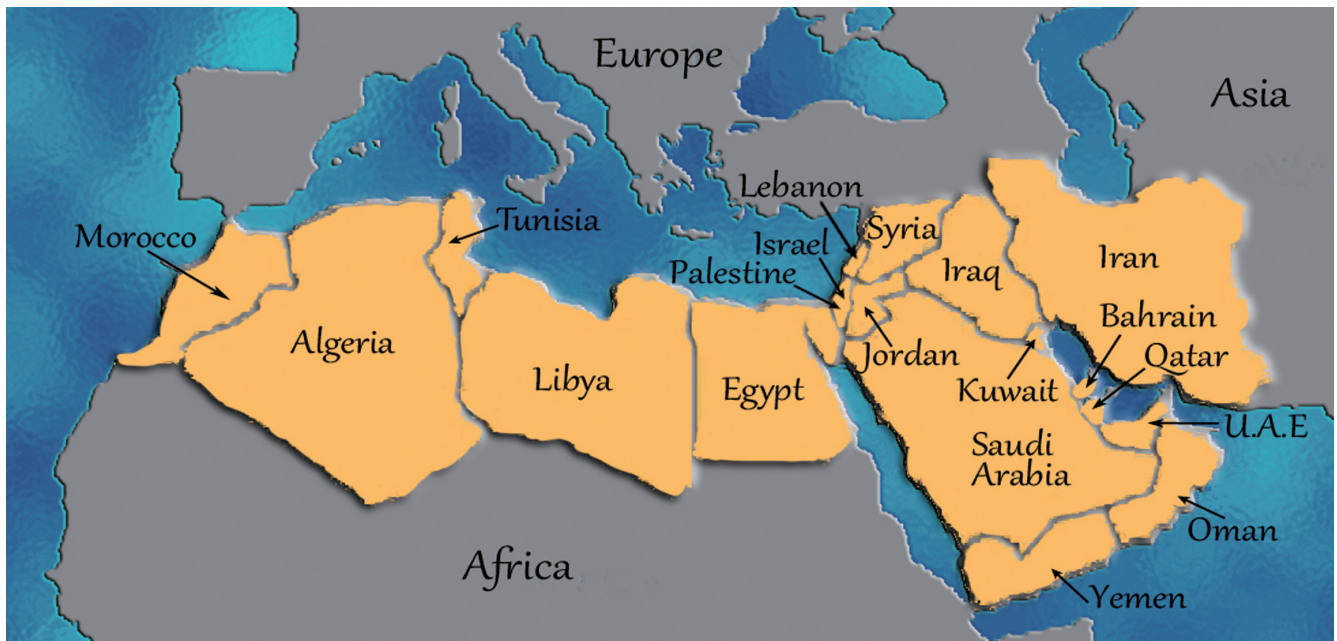 Europe
Asia
Lebanon
Syria
Tunisia
Morocco
Israel
Palestine
Iraq
Iran
Bahrain
Algeria
Jordan
Qatar
Libya
Egypt
Kuwait
U.A.E
Saudi
Arabia
Oman
Africa
Yemen